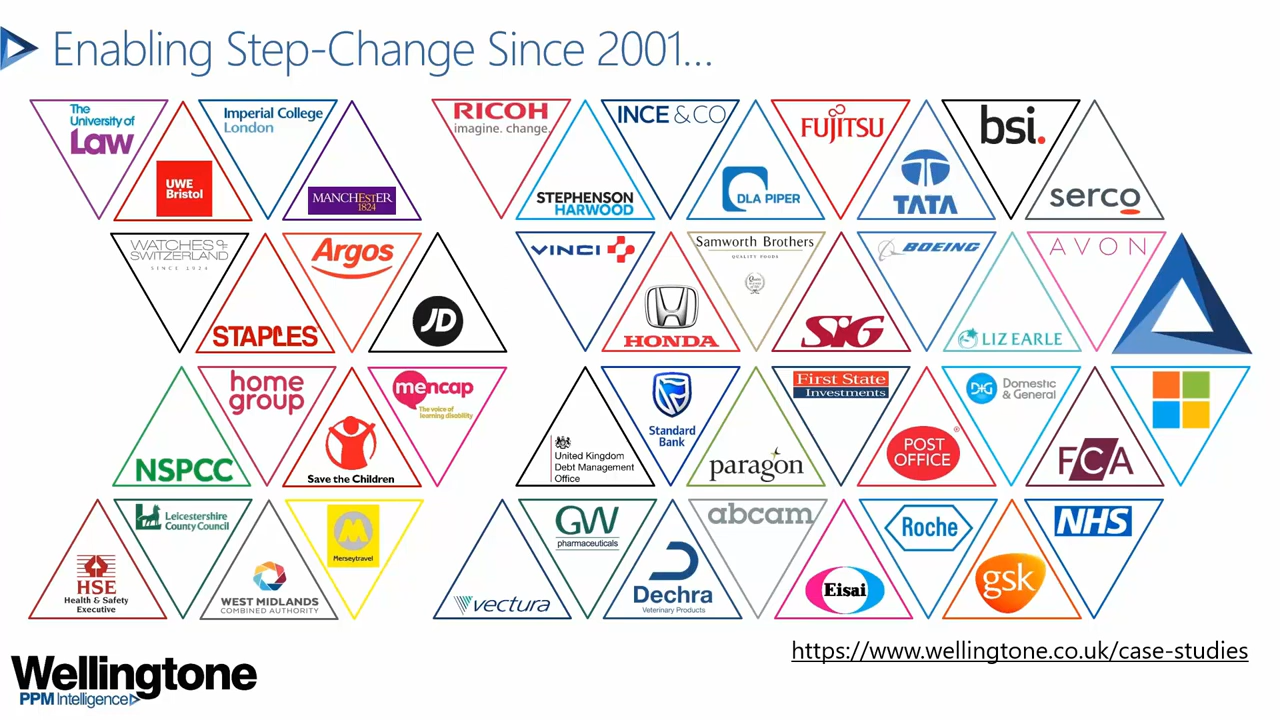 Enabling Step-Change Since 2001...
The
University of
Law
UWE
Bristol
Imperial College
London
MANCHESTER
1824
RICOH
imagine. change.
STEPHENSON
HARWOOD
INCE & CO
DLA PIPER
FUJITSU
TATA
bsi.
serco
WATCHES OF
SWITZERLAND
SINCE 1924
STAPLES
Argos
JD
VINCI
HONDA
Samworth Brothers
QUALITY FOODS
SIG
BOEING
LIZ EARLE
AVON
NSPCC
home
group
Save the Children
mencap
The voice of
learning disability
United Kingdom
Debt Management
Office
Standard
Bank
paragon
First State
Investments
POST
OFFICE
D&G
Domestic
& General
FCA
HSE
Health & Safety
Executive
Leicestershire
County Council
WEST MIDLANDS
COMBINED AUTHORITY
M
Merseytravel
vectura
GW
pharmaceuticals
Dechra
Veterinary Products
abcam
Eisai
Roche
gsk
NHS
https://www.wellingtone.co.uk/case-studies
Wellingtone
PPM Intelligence